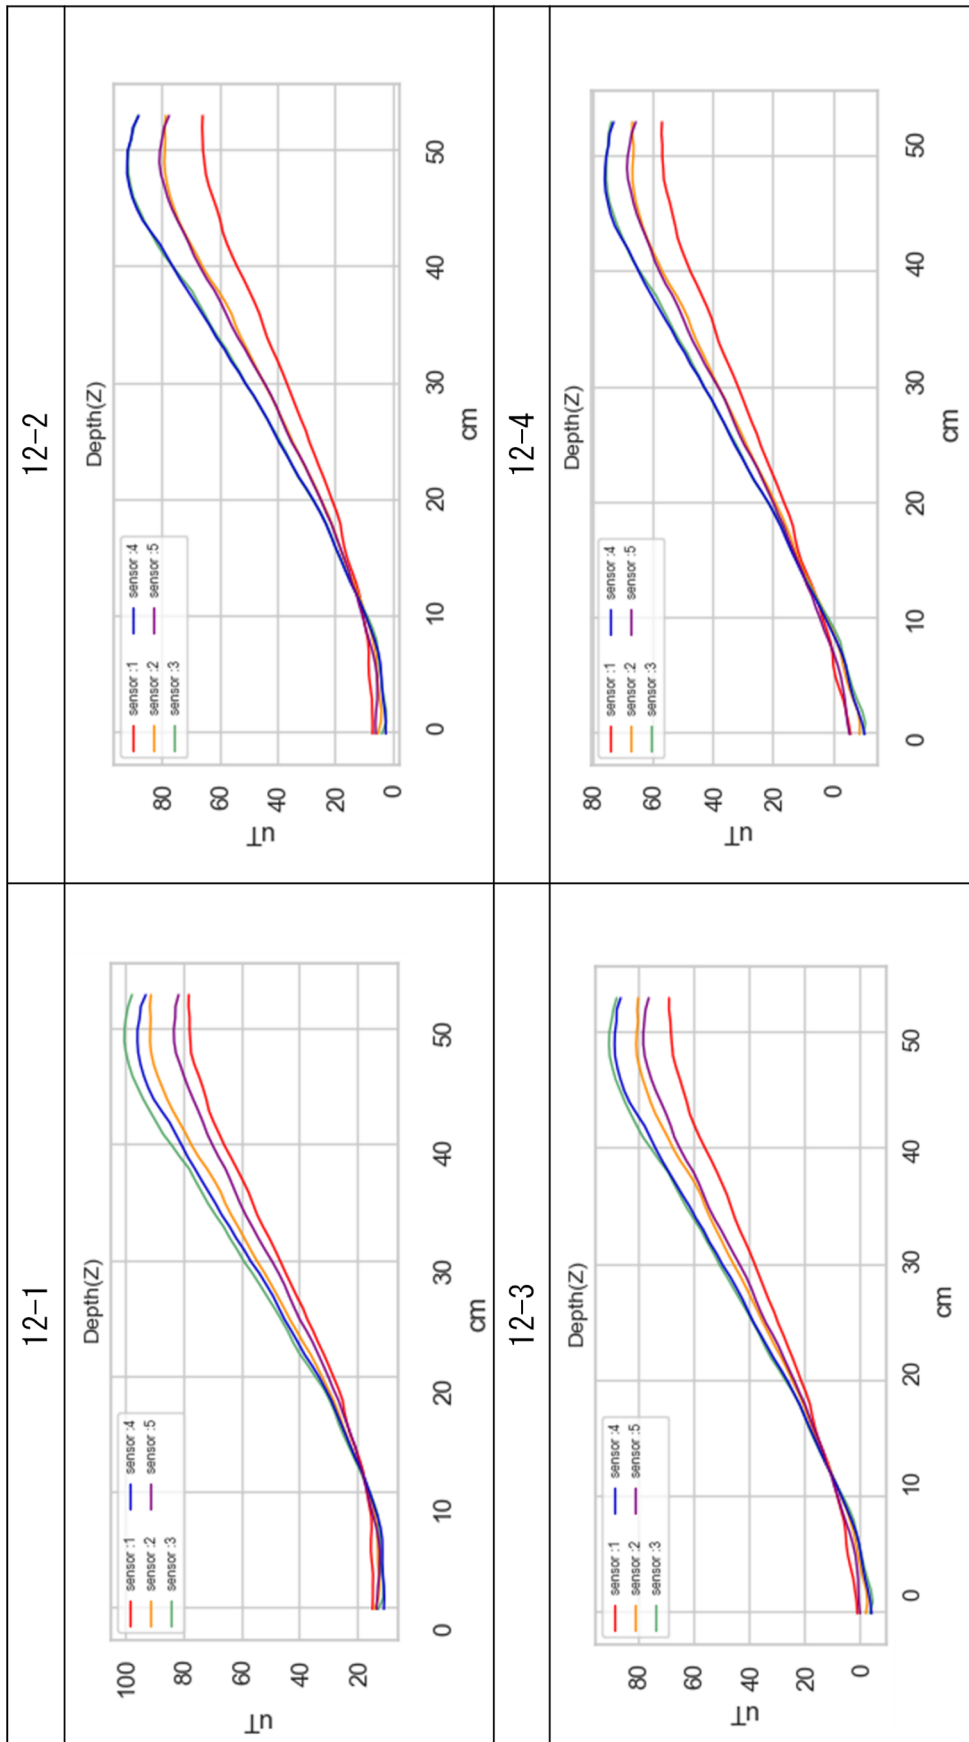 12-1
Depth(Z)
sensor :1
sensor :2
sensor :3
sensor :4
sensor :5
100
80
60
40
20
uT
0
10
20
30
40
50
cm
12-2
Depth(Z)
sensor :1
sensor :2
sensor :3
sensor :4
sensor :5
80
60
40
20
0
uT
0
10
20
30
40
50
cm
12-3
Depth(Z)
sensor :1
sensor :2
sensor :3
sensor :4
sensor :5
80
60
40
20
0
uT
0
10
20
30
40
50
cm
12-4
Depth(Z)
sensor :1
sensor :2
sensor :3
sensor :4
sensor :5
80
60
40
20
0
uT
0
10
20
30
40
50
cm